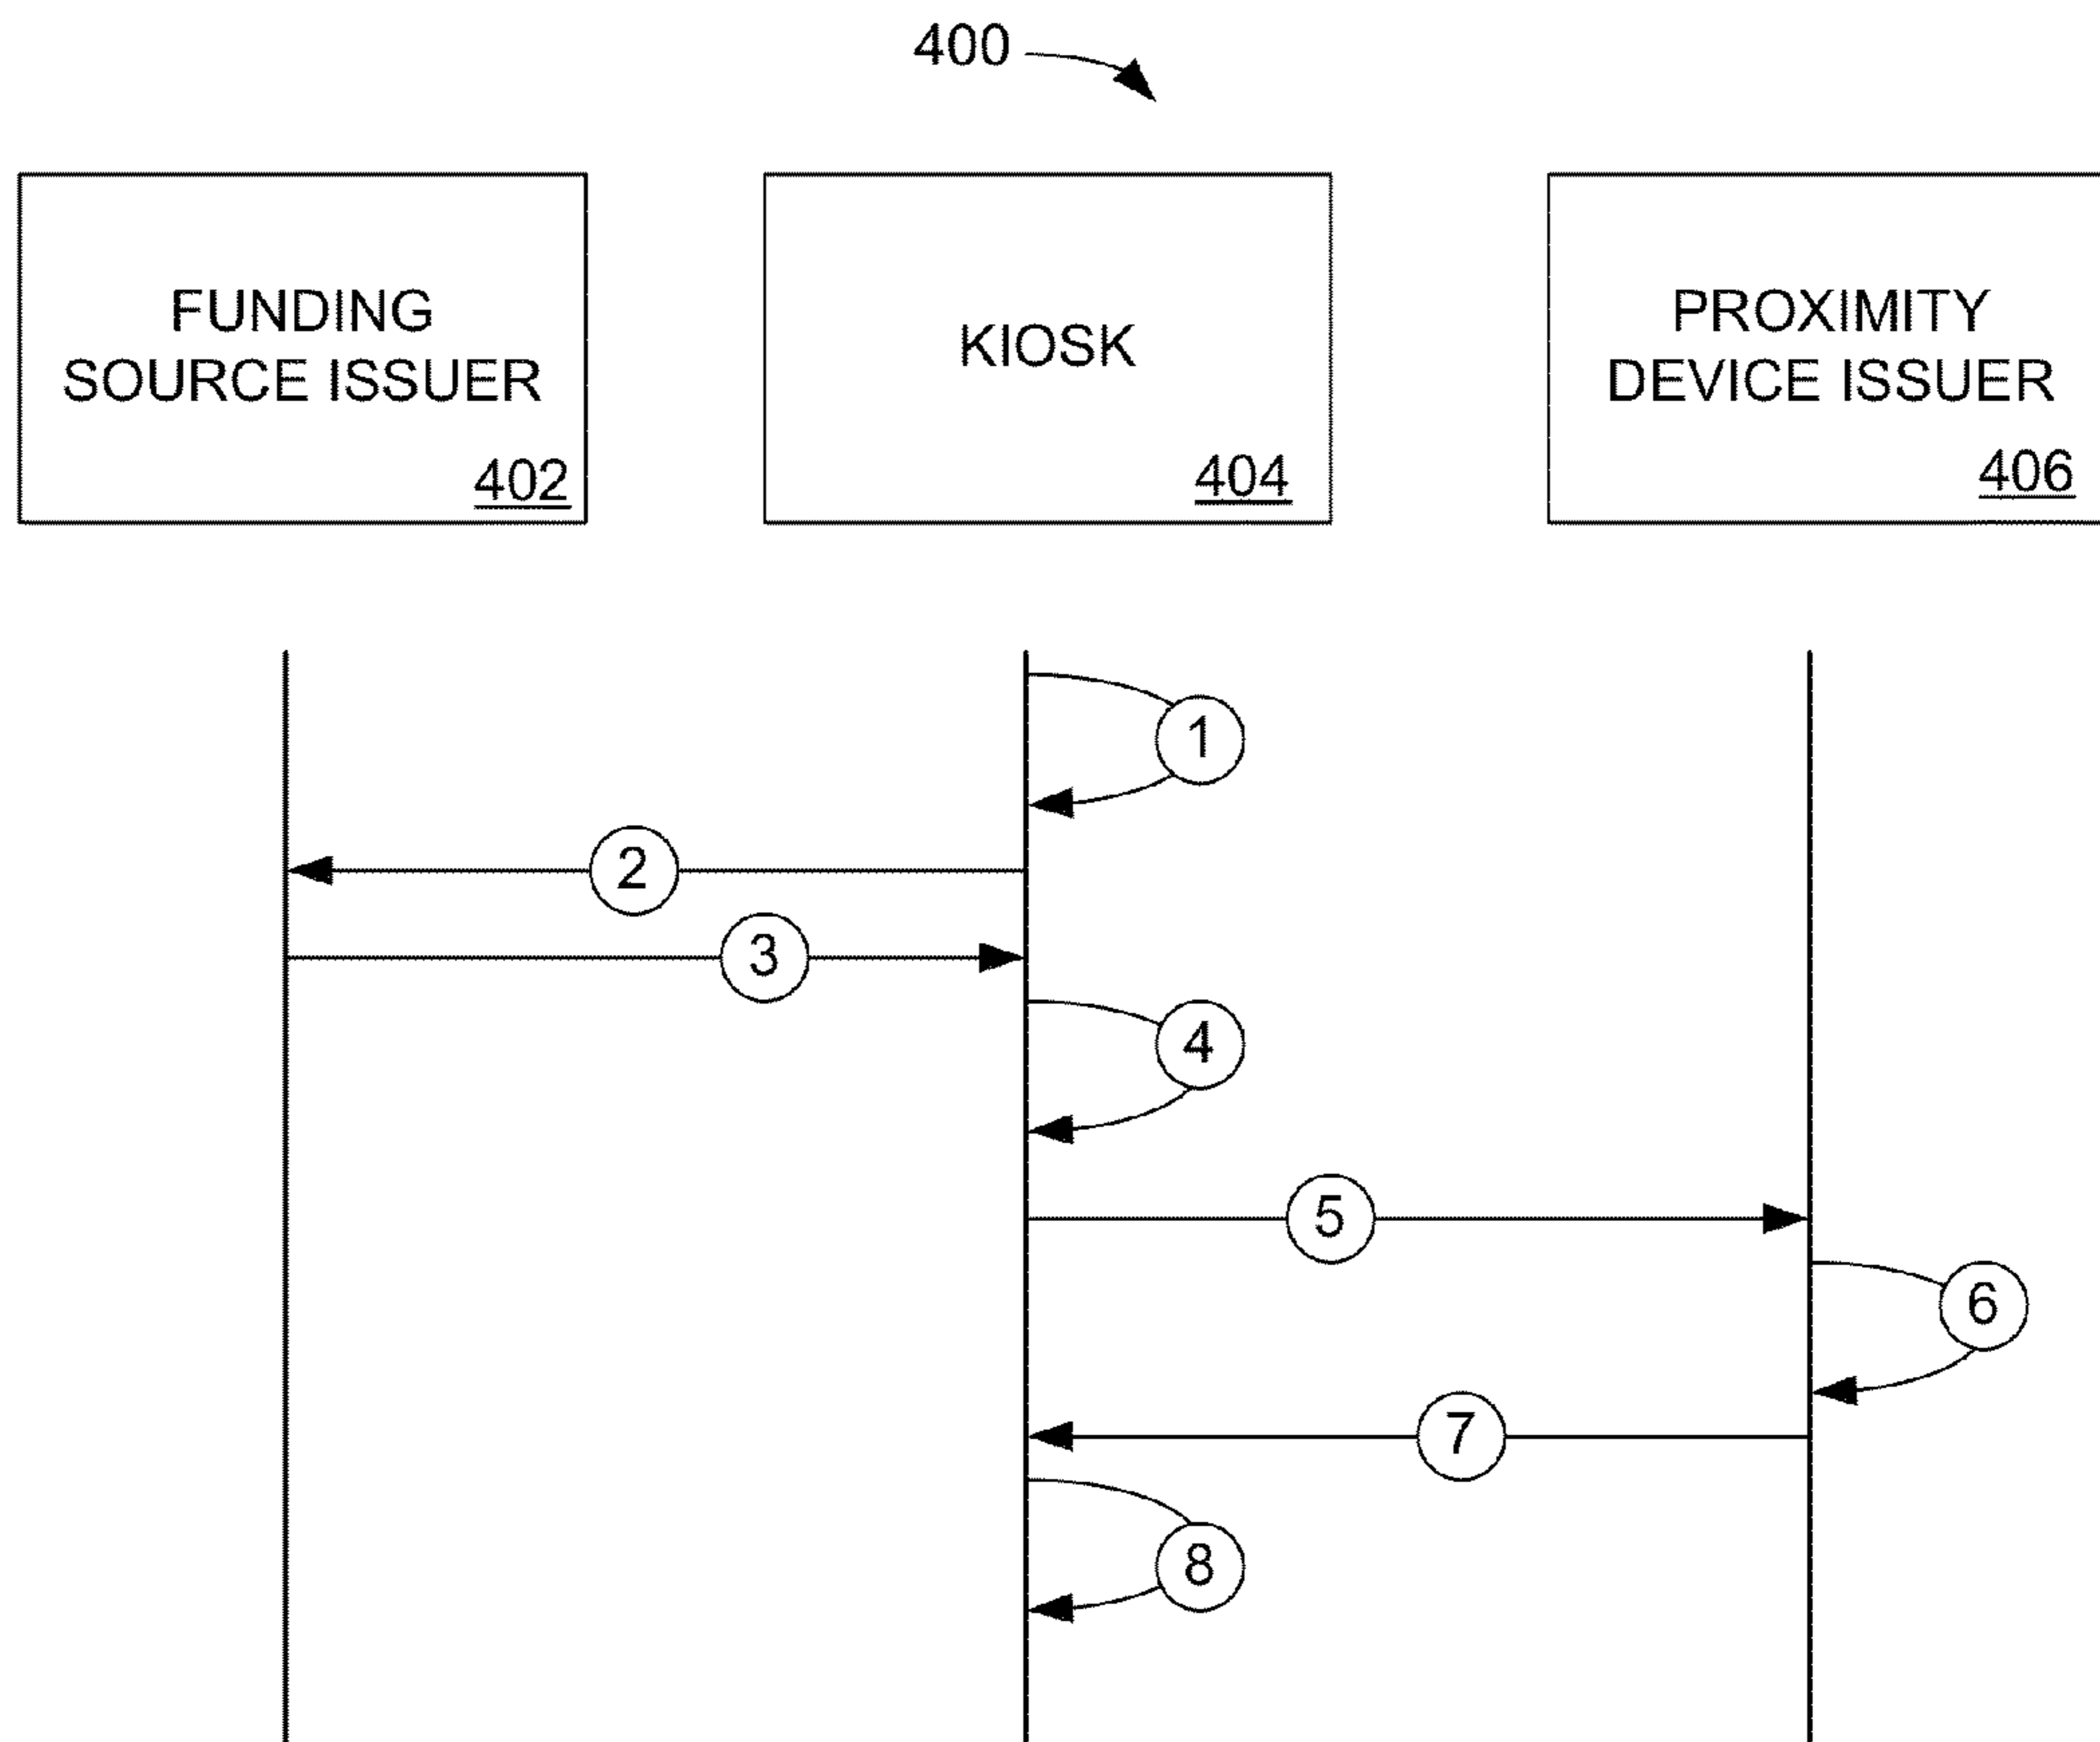 400
FUNDING
SOURCE ISSUER
402
KIOSK
404
PROXIMITY
DEVICE ISSUER
406
1
2
3
4
5
6
7
8